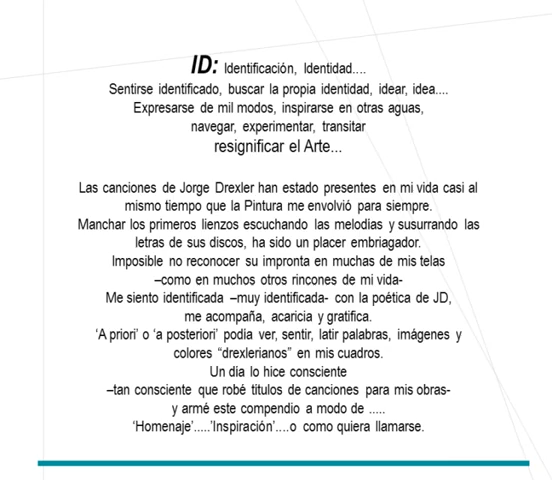 ID: Identificación, Identidad....
Sentirse identificado, buscar la propia identidad, idear, idea....
Expresarse de mil modos, inspirarse en otras aguas,
navegar, experimentar, transitar
resignificar el Arte...
Las canciones de Jorge Drexler han estado presentes en mi vida casi al
mismo tiempo que la Pintura me envolvió para siempre.
Manchar los primeros lienzos escuchando las melodías y susurrando las
letras de sus discos, ha sido un placer embriagador.
Imposible no reconocer su impronta en muchas de mis telas
–como en muchos otros rincones de mi vida-
Me siento identificada –muy identificada- con la poética de JD,
me acompaña, acaricia y gratifica.
‘A priori’ o ‘a posteriori’ podía ver, sentir, latir palabras, imágenes y
colores “drexlerianos” en mis cuadros.
Un día lo hice consciente
–tan consciente que robé títulos de canciones para mis obras-
y armé este compendio a modo de .....
‘Homenaje’.....’Inspiración’....o como quiera llamarse.